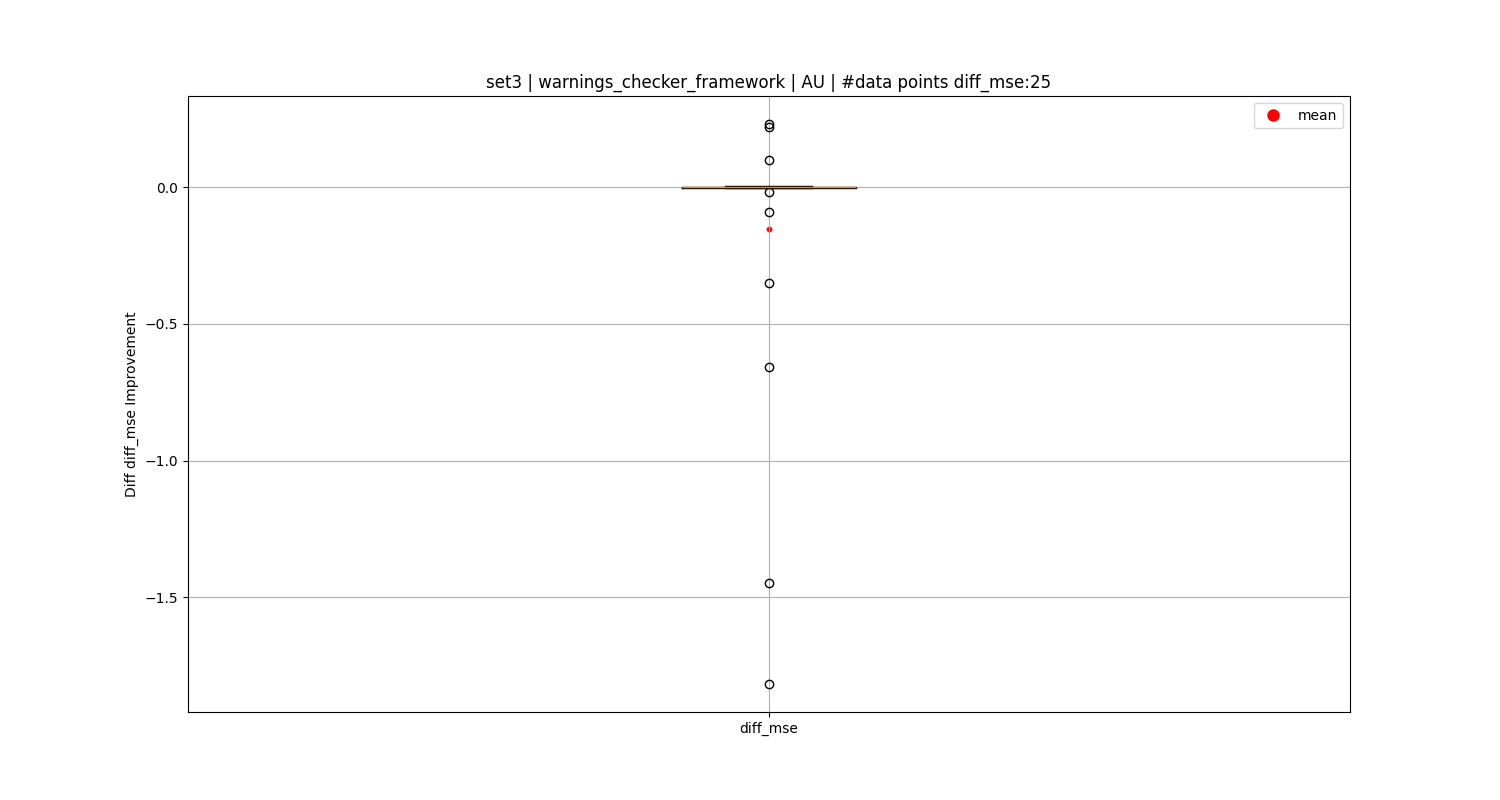 set3 | warnings_checker_framework | AU | #data points diff_mse:25
mean
0.0
−0.5
−1.0
−1.5
Diff diff_mse Improvement
diff_mse